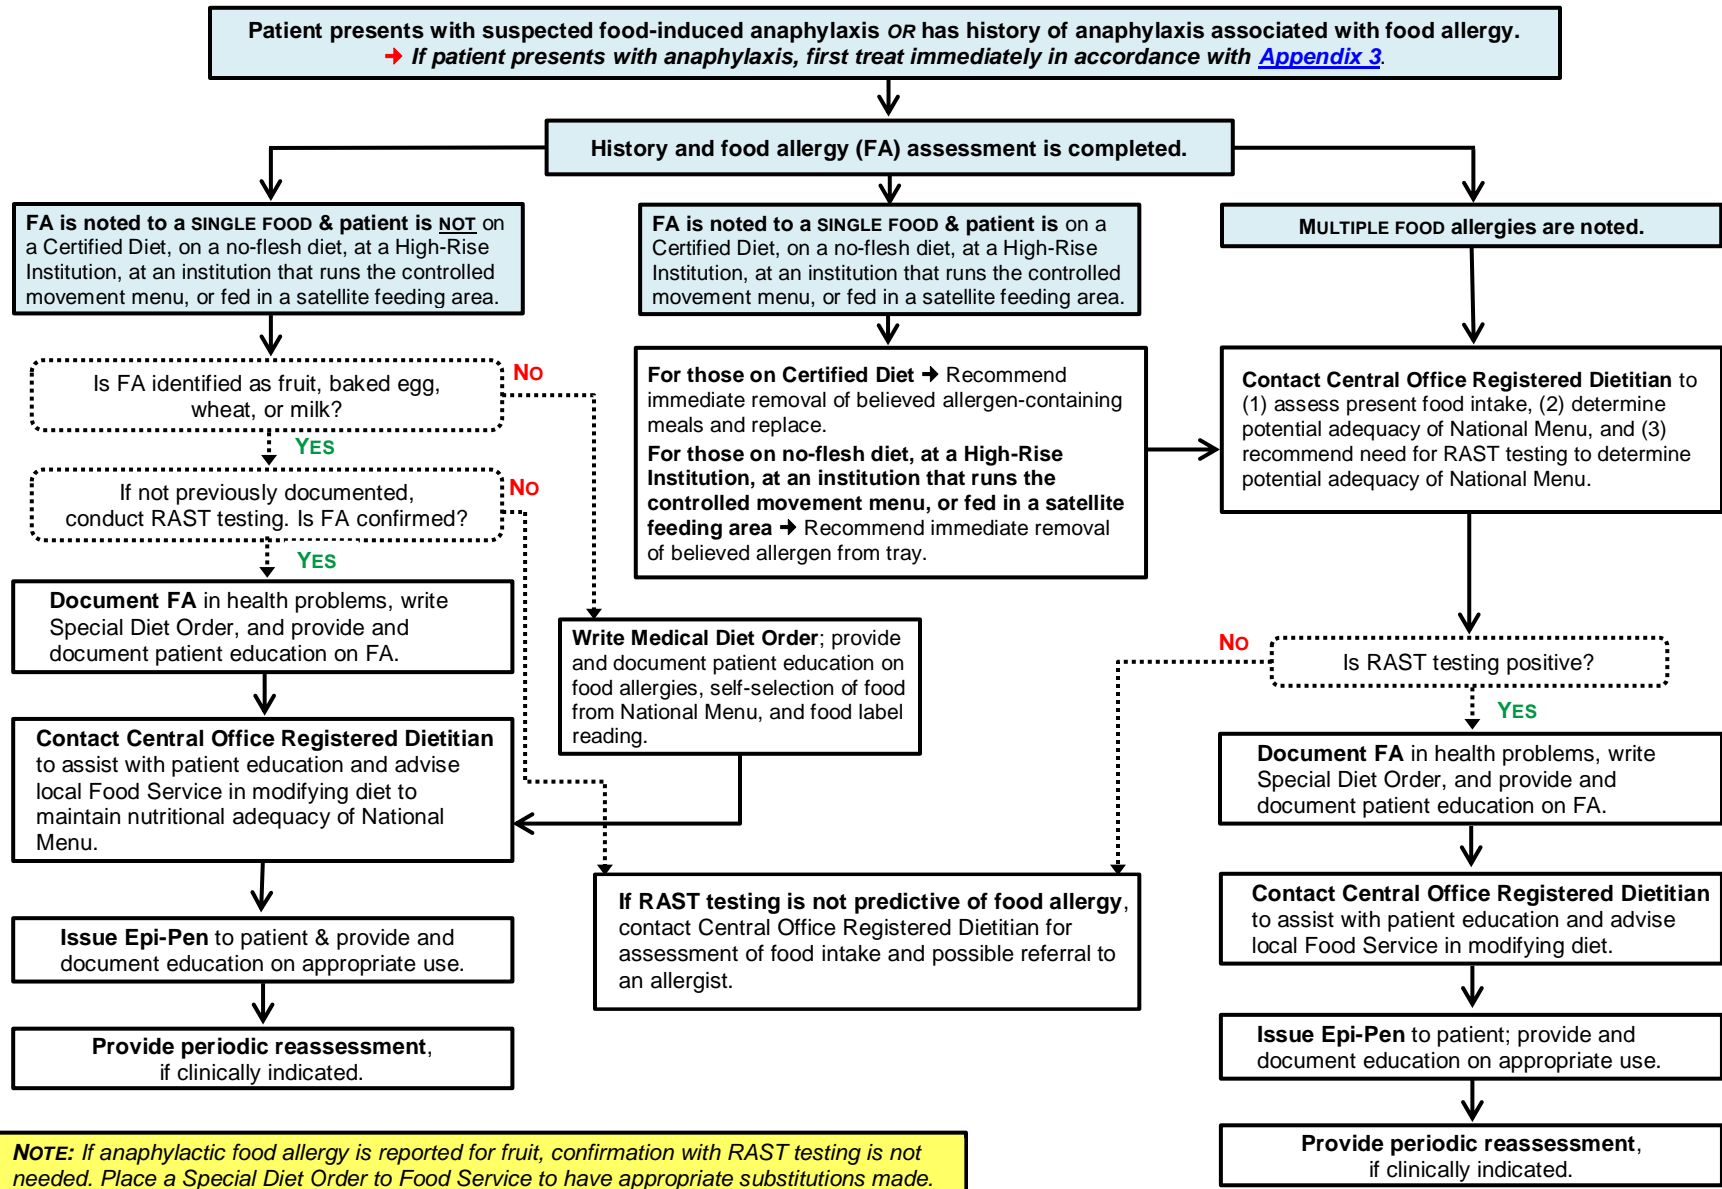 Patient presents with suspected food-induced anaphylaxis OR has history of anaphylaxis associated with food allergy.
➔ If patient presents with anaphylaxis, first treat immediately in accordance with Appendix 3.
History and food allergy (FA) assessment is completed.
FA is noted to a SINGLE FOOD & patient is NOT on
a Certified Diet, on a no-flesh diet, at a High-Rise
Institution, at an institution that runs the controlled
movement menu, or fed in a satellite feeding area.
FA is noted to a SINGLE FOOD & patient is on a
Certified Diet, on a no-flesh diet, at a High-Rise
Institution, at an institution that runs the controlled
movement menu, or fed in a satellite feeding area.
MULTIPLE FOOD allergies are noted.
Is FA identified as fruit, baked egg,
wheat, or milk?
NO
YES
If not previously documented,
conduct RAST testing. Is FA confirmed?
NO
YES
Document FA in health problems, write
Special Diet Order, and provide and
document patient education on FA.
Contact Central Office Registered Dietitian
to assist with patient education and advise
local Food Service in modifying diet to
maintain nutritional adequacy of National
Menu.
Issue Epi-Pen to patient & provide and
document education on appropriate use.
Provide periodic reassessment,
if clinically indicated.
For those on Certified Diet ➔ Recommend
immediate removal of believed allergen-containing
meals and replace.
For those on no-flesh diet, at a High-Rise
Institution, at an institution that runs the
controlled movement menu, or fed in a satellite
feeding area ➔ Recommend immediate removal
of believed allergen from tray.
Write Medical Diet Order; provide
and document patient education on
food allergies, self-selection of food
from National Menu, and food label
reading.
If RAST testing is not predictive of food allergy,
contact Central Office Registered Dietitian for
assessment of food intake and possible referral to
an allergist.
Contact Central Office Registered Dietitian to
(1) assess present food intake, (2) determine
potential adequacy of National Menu, and (3)
recommend need for RAST testing to determine
potential adequacy of National Menu.
NO
Is RAST testing positive?
YES
Document FA in health problems, write
Special Diet Order, and provide and
document patient education on FA.
Contact Central Office Registered Dietitian
to assist with patient education and advise
local Food Service in modifying diet.
Issue Epi-Pen to patient; provide and
document education on appropriate use.
Provide periodic reassessment,
if clinically indicated.
NOTE: If anaphylactic food allergy is reported for fruit, confirmation with RAST testing is not
needed. Place a Special Diet Order to Food Service to have appropriate substitutions made.